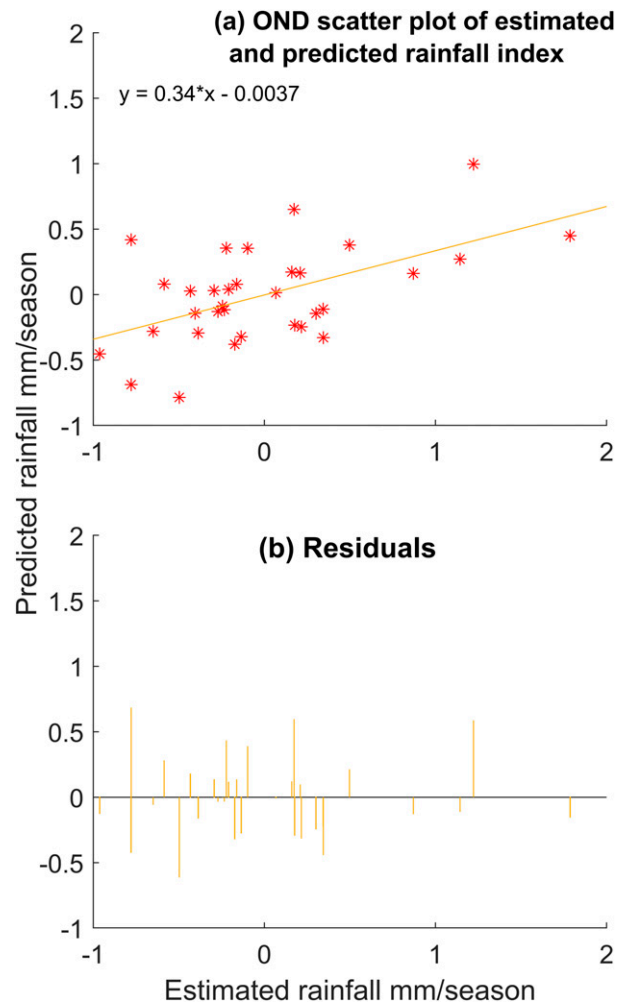 (a) OND scatter plot of estimated
and predicted rainfall index
y = 0.34*x - 0.0037
2
1.5
1
0.5
0
-0.5
-1
-1 0 1 2
Predicted rainfall mm/season
(b) Residuals
2
1.5
1
0.5
0
-0.5
-1
-1 0 1 2
Estimated rainfall mm/season